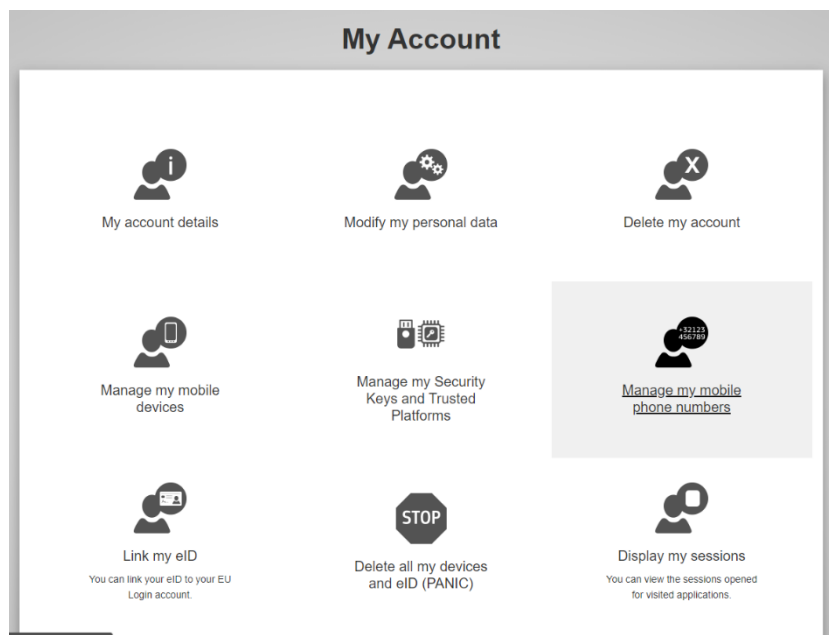 My Account
i
X
My account details
Modify my personal data
Delete my account
+32123
456789
Manage my mobile
devices
Manage my Security
Keys and Trusted
Platforms
Manage my mobile
phone numbers
STOP
Link my eID
You can link your eID to your EU
Login account.
Delete all my devices
and eID (PANIC)
Display my sessions
You can view the sessions opened
for visited applications.